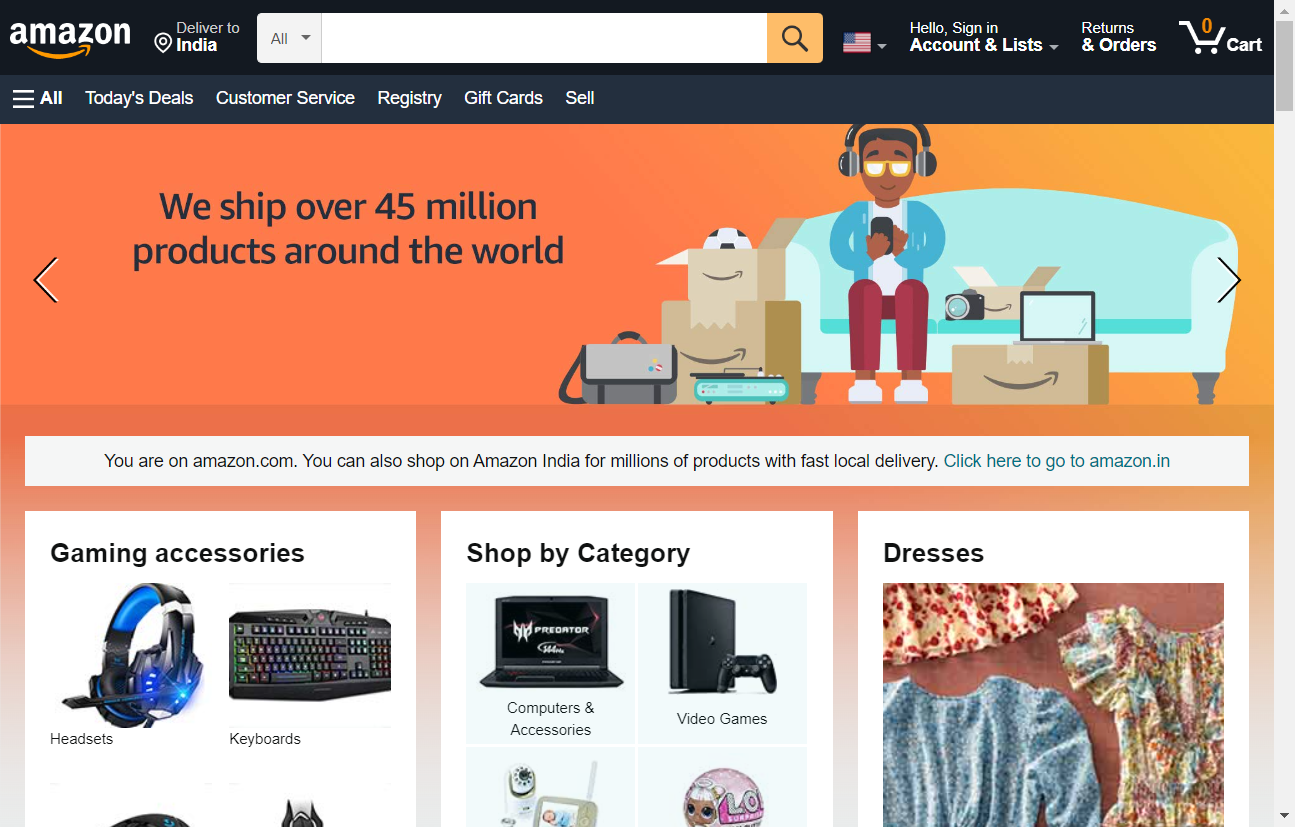 amazon
Deliver to
India
All
Hello, Sign in
Account & Lists
Returns
& Orders
0
Cart
All
Today's Deals
Customer Service
Registry
Gift Cards
Sell
We ship over 45 million
products around the world
You are on amazon.com. You can also shop on Amazon India for millions of products with fast local delivery. Click here to go to amazon.in
Gaming accessories
Headsets
Keyboards
Shop by Category
PREDATOR
144Hz
Computers &
Accessories
Video Games
L.O.L.
SURPRISE
Dresses